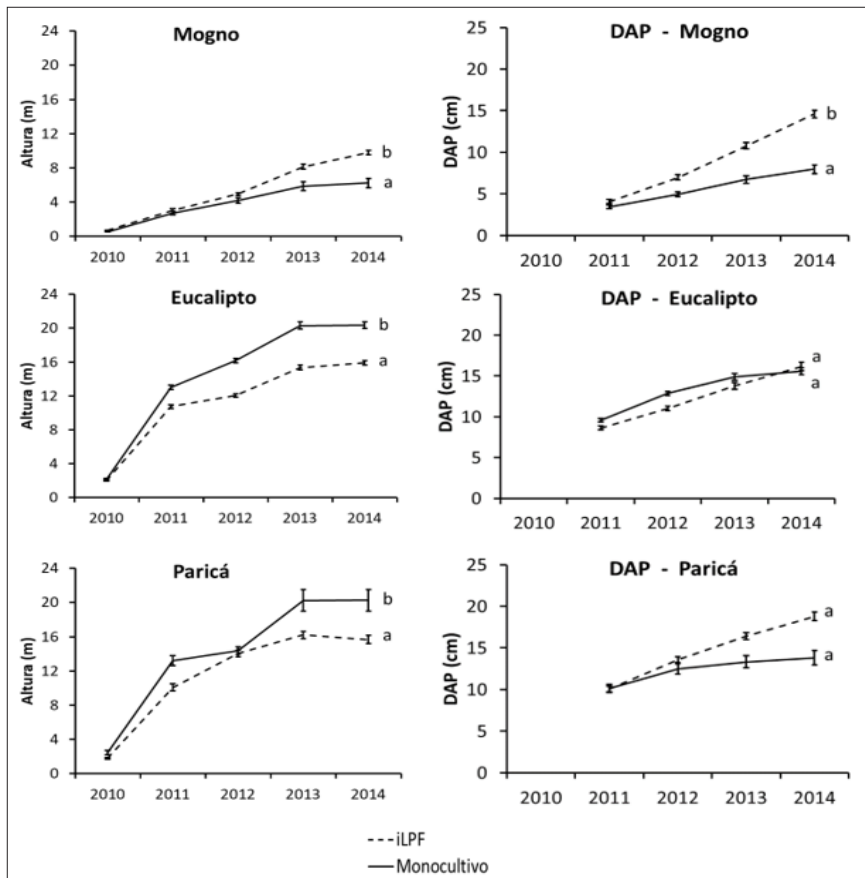 Mogno
Altura (m)
24
20
16
12
8
4
0
b
a
2010 2011 2012 2013 2014
DAP - Mogno
DAP (cm)
25
20
15
10
5
0
b
a
2010 2011 2012 2013 2014
Eucalipto
Altura (m)
24
20
16
12
8
4
0
b
a
2010 2011 2012 2013 2014
DAP - Eucalipto
DAP (cm)
25
20
15
10
5
0
a
a
2010 2011 2012 2013 2014
Paricá
Altura (m)
24
20
16
12
8
4
0
b
a
2010 2011 2012 2013 2014
DAP - Paricá
DAP (cm)
25
20
15
10
5
0
a
a
2010 2011 2012 2013 2014
iLPF
Monocultivo